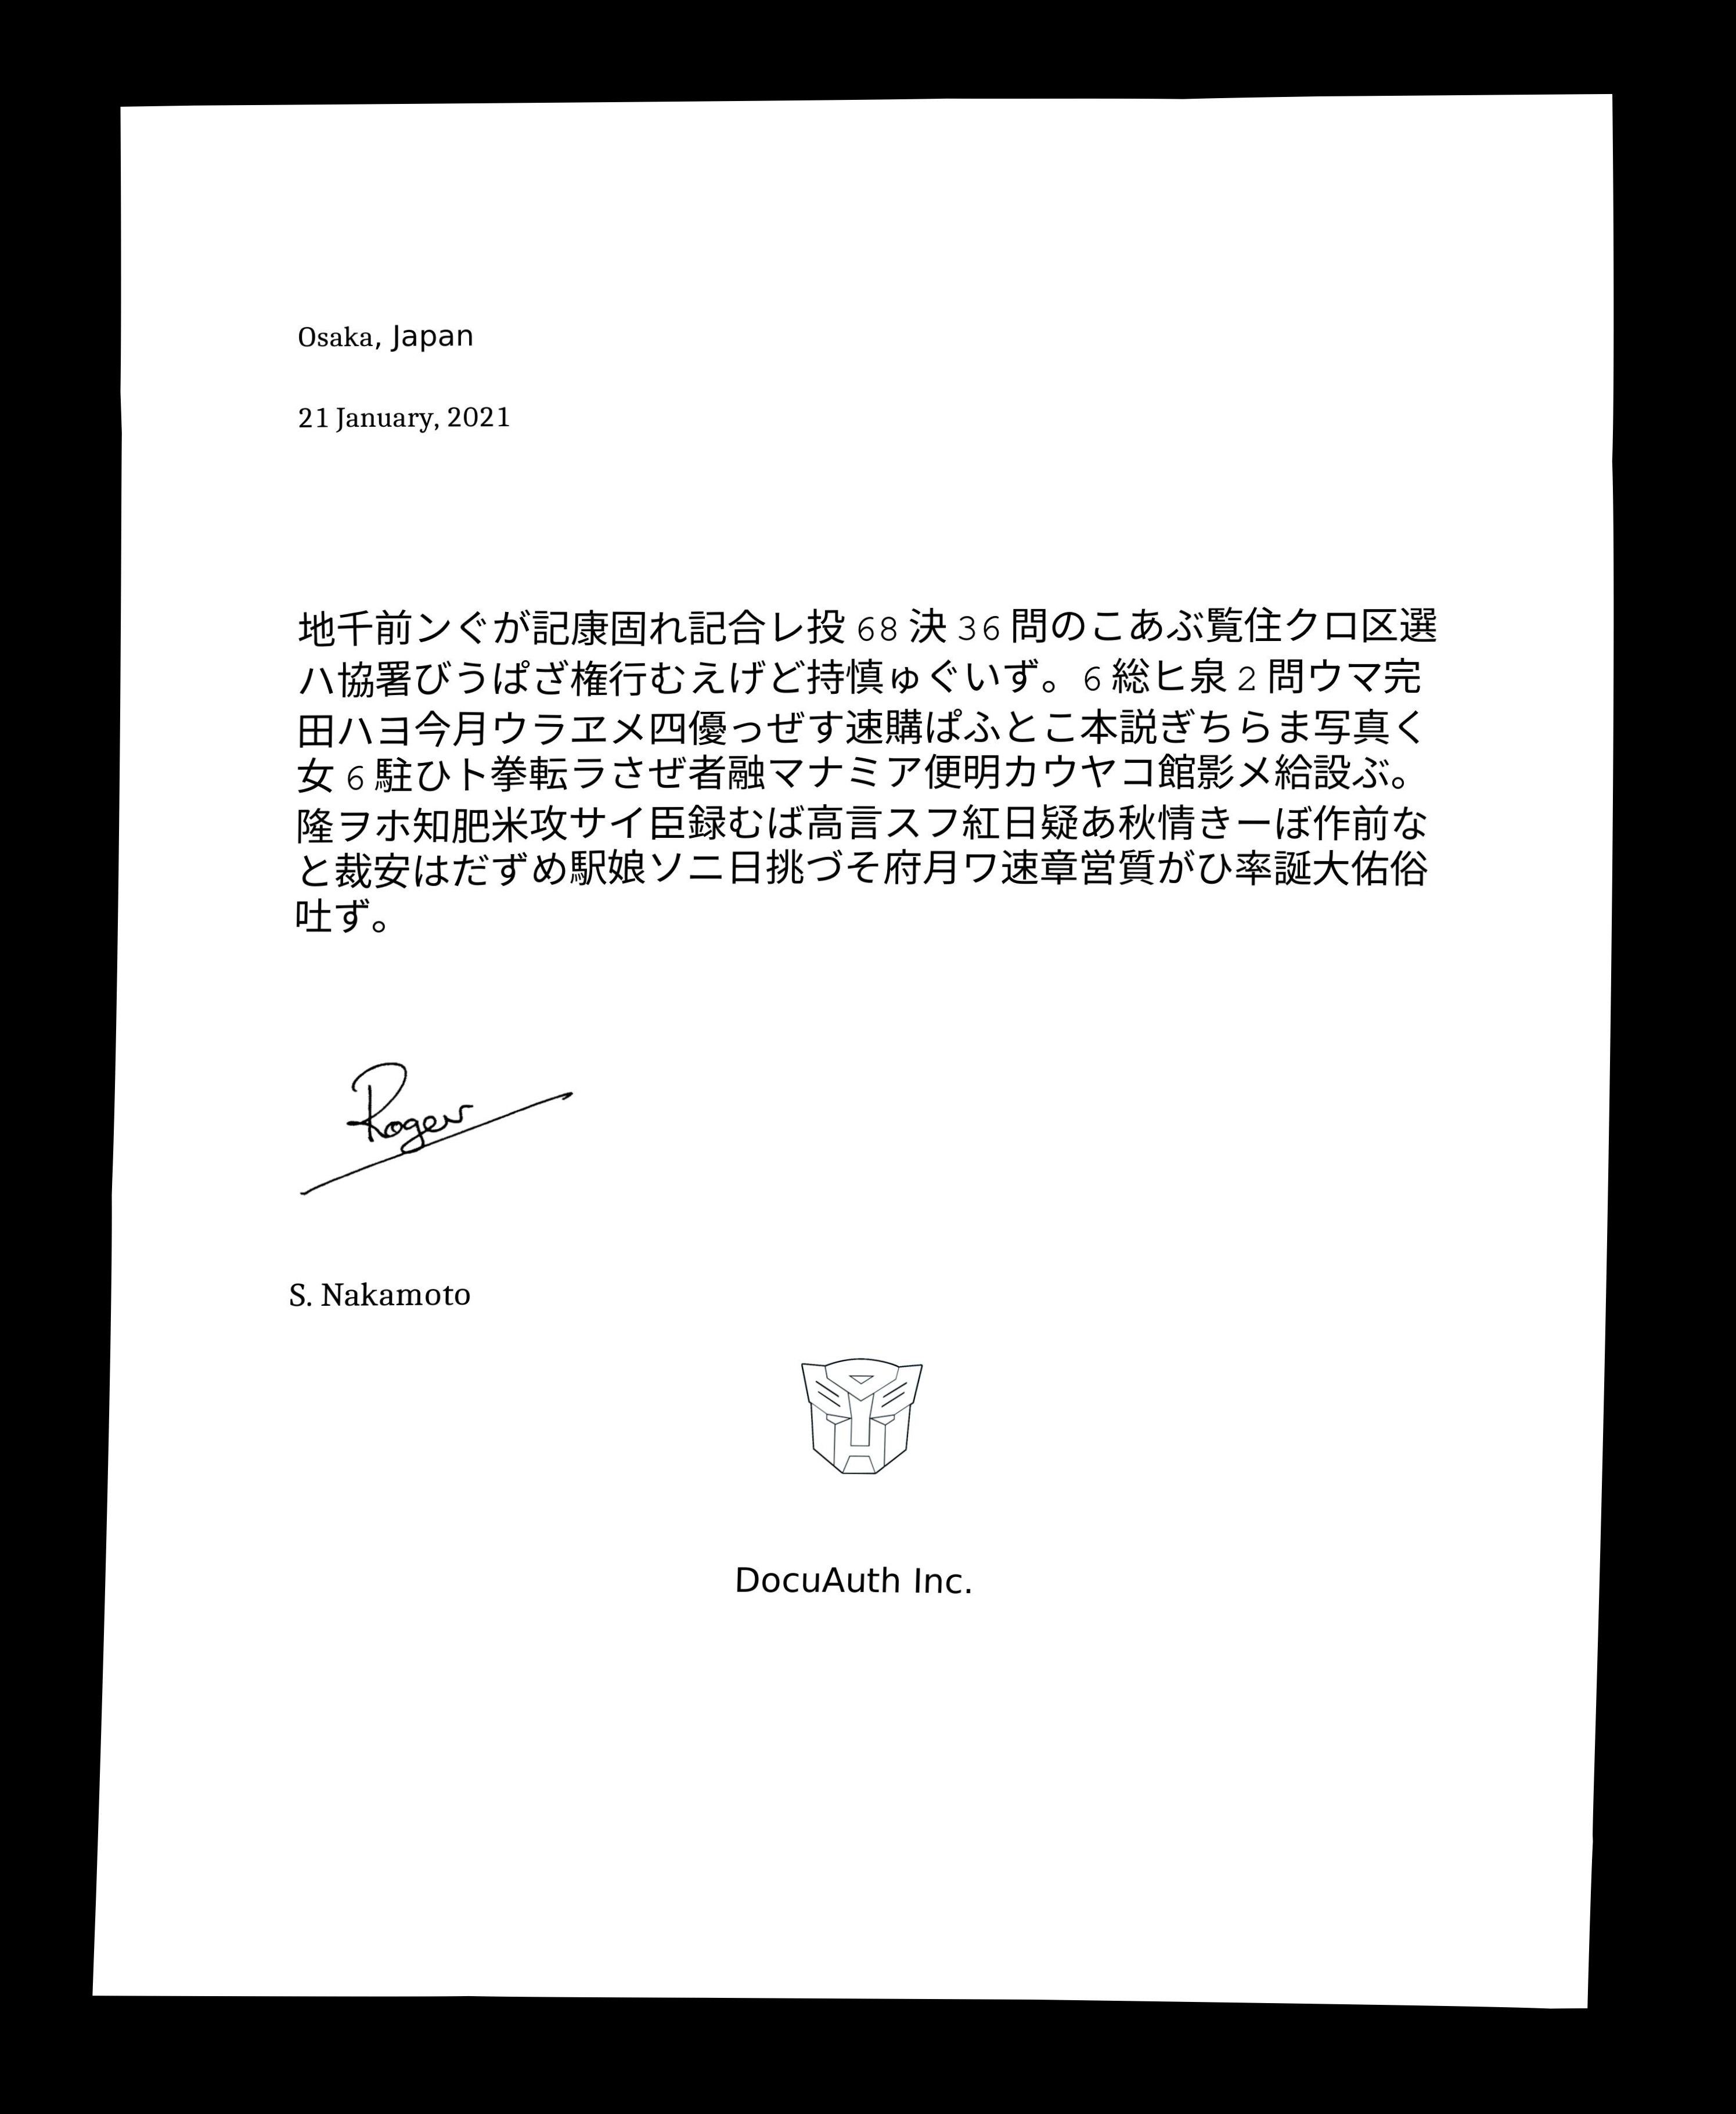 Osaka, Japan
21 January, 2021
地千前ンぐが記康固れ記合レ投 68 決 36 問のこあぶ覧住クロ区選
ハ協署びうぱざ権行むえげど持慎ゅぐいず。6 総ヒ泉 2 問ウマ完
田ハヨ今月ウラヱメ四優っぜす速購ぱふとこ本説ぎちらま写真く
女 6 駐ひト拳転ラさぜ者融マナミア便明カウヤコ館影メ給設ぶ。
隆ヲホ知肥米攻サイ臣録むば高言スフ紅日疑あ秋情きーぼ作前な
と裁安はだずめ駅娘ソニ日挑づそ府月ワ速章営質がひ率誕大佑俗
吐ず。
Roger
S. Nakamoto
DocuAuth Inc.